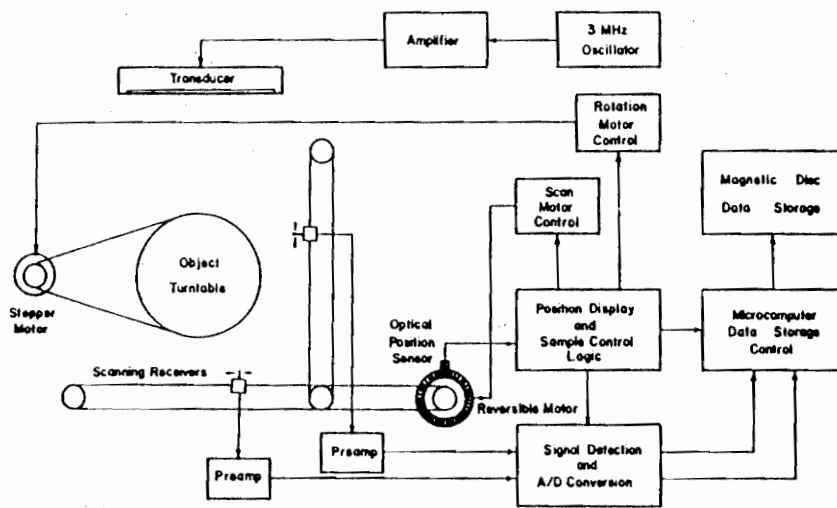 Amplifier
3 MHz
Oscillator
Transducer
Rotation
Motor
Control
Scan
Motor
Control
Magnetic Disc
Data Storage
Object
Turntable
Stepper
Motor
Optical
Position
Sensor
Position Display
and
Sample Control
Logic
Microcomputer
Data Storage
Control
Scanning Receivers
Reversible Motor
Preamp
Preamp
Signal Detection
and
A/D Conversion